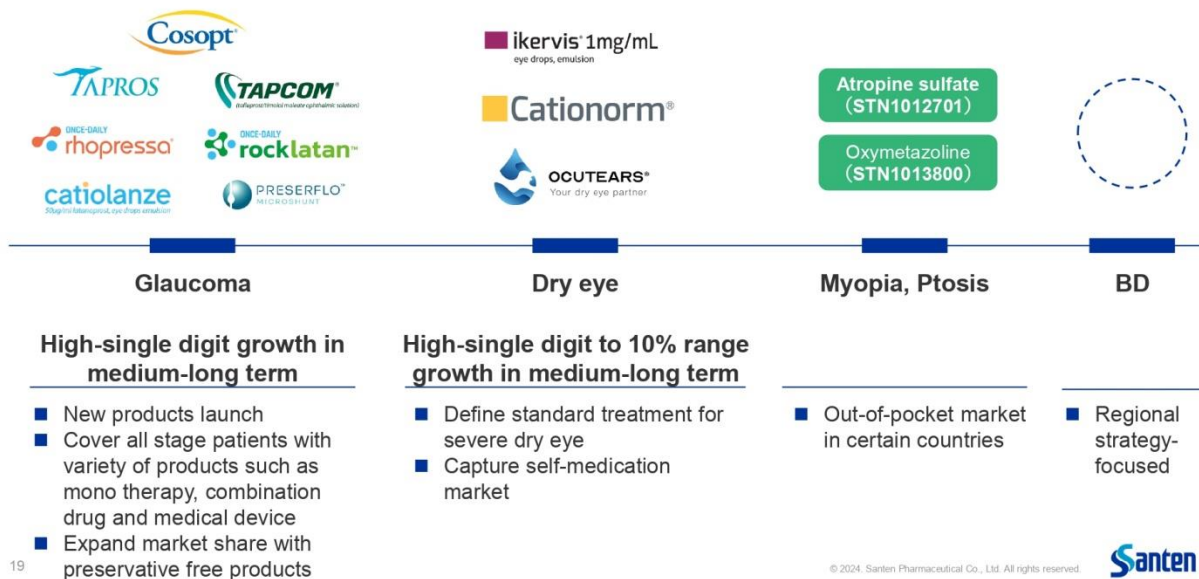 Cosopt®
TAPROS
TAPCOM®
(tafluprost/timolol maleate ophthalmic solution)
ONCE-DAILY
rhopressa®
ONCE-DAILY
rocklatan™
catiolanze
50µg/ml latanoprost, eye drops emulsion
PRESERFLO™
MICROSHUNT
ikervis® 1mg/mL
eye drops, emulsion
Cationorm®
OCUTEARS®
Your dry eye partner
Atropine sulfate
(STN1012701)
Oxymetazoline
(STN1013800)
Glaucoma
Dry eye
Myopia, Ptosis
BD
High-single digit growth in
medium-long term
■ New products launch
■ Cover all stage patients with
variety of products such as
mono therapy, combination
drug and medical device
■ Expand market share with
preservative free products
High-single digit to 10% range
growth in medium-long term
■ Define standard treatment for
severe dry eye
■ Capture self-medication
market
■ Out-of-pocket market
in certain countries
■ Regional
strategy-
focused
19
© 2024. Santen Pharmaceutical Co., Ltd. All rights reserved.
Santen